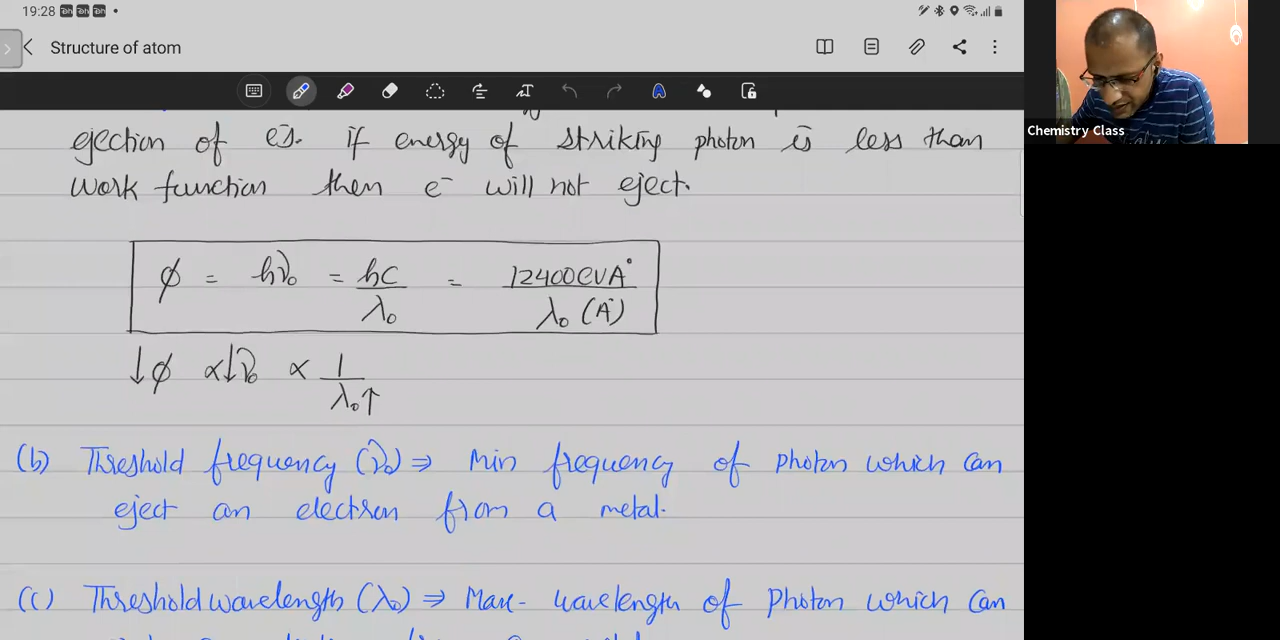 19:28
Structure of atom
Chemistry Class
ejection of es. if energy of striking photon is less than
work function then e⁻ will not eject.
ϕ = hν₀ = hc/λ₀ = 12400eVA°/λ₀(A°)
↓ϕ ∝ ↓ν₀ ∝ 1/λ₀↑
(b) Threshold frequency (ν₀) ⇒ Min frequency of photon which can
eject an electron from a metal.
(c) Threshold wavelength (λ₀) ⇒ Max- wavelength of photon which can